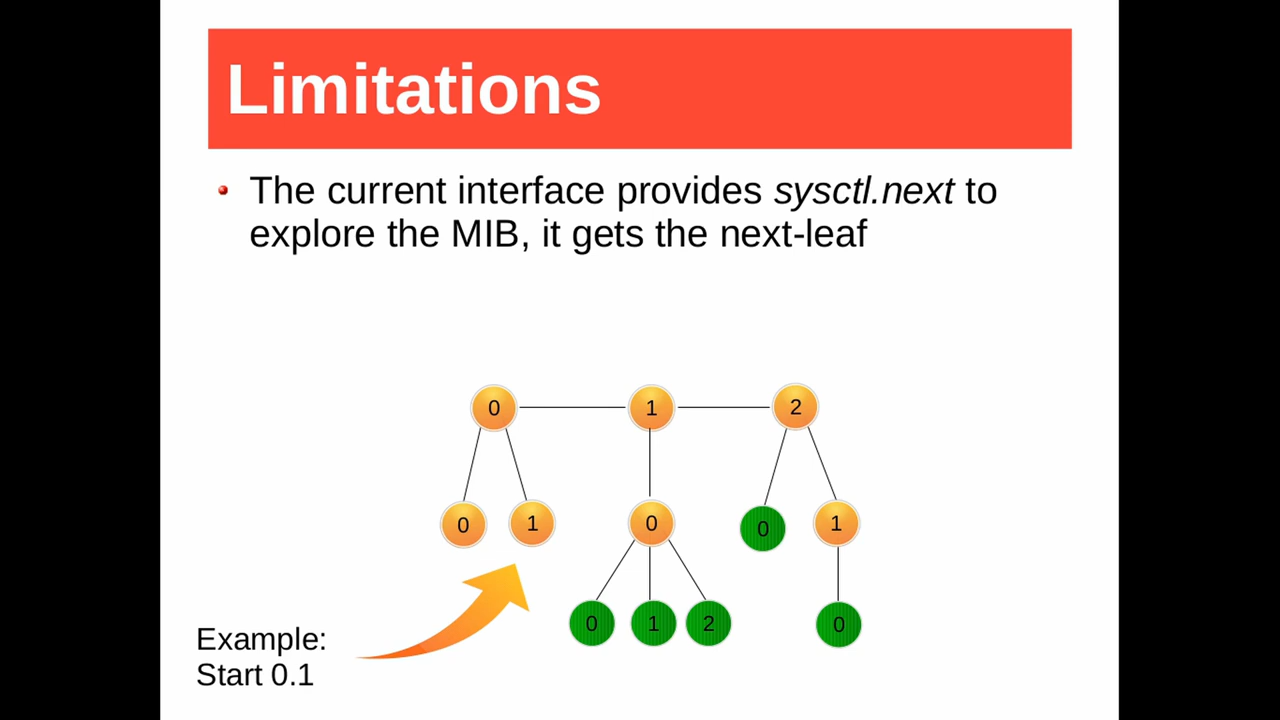 Limitations
The current interface provides sysctl.next to
explore the MIB, it gets the next-leaf
0 1 2
0 1 0 0 1
0 1 2 0
Example:
Start 0.1